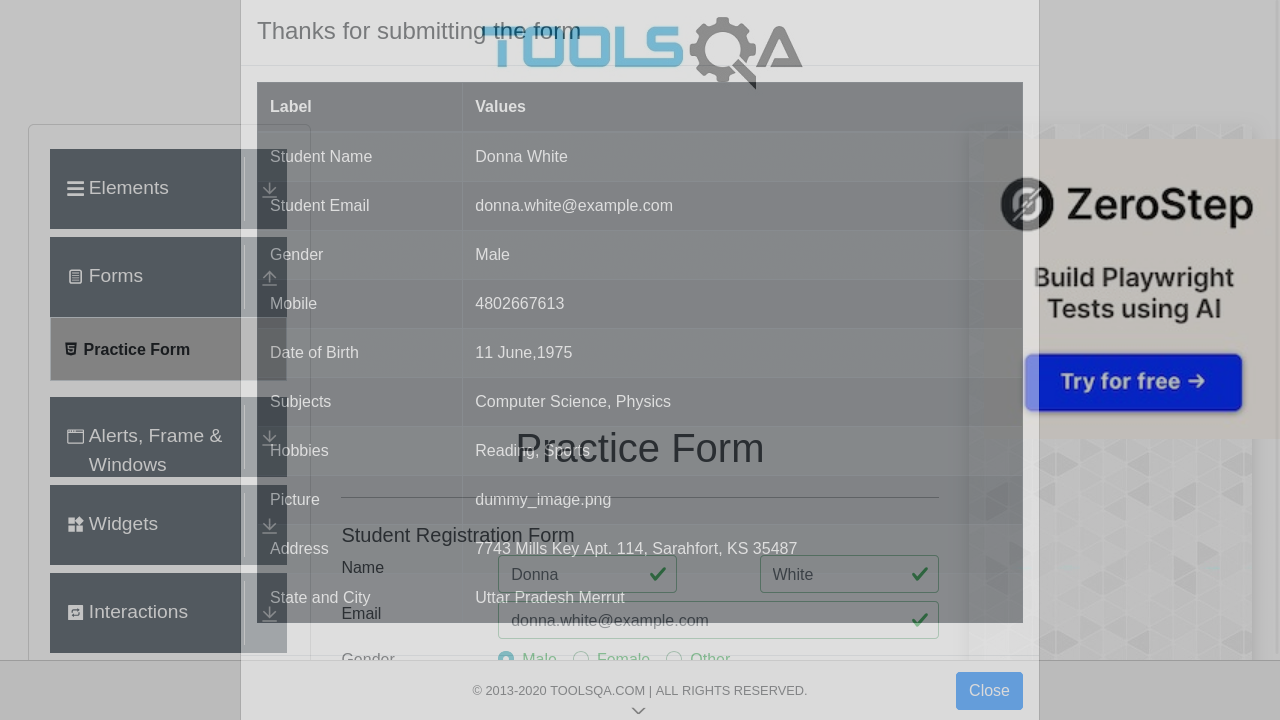 Thanks for submitting the form
TOOLSQA
Label Values
Student Name Donna White
Student Email donna.white@example.com
Gender Male
Mobile 4802667613
Date of Birth 11 June,1975
Subjects Computer Science, Physics
Hobbies Reading, Sports
Picture dummy_image.png
Address 7743 Mills Key Apt. 114, Sarahfort, KS 35487
State and City Uttar Pradesh Merrut
Close
Elements
Forms
Practice Form
Alerts, Frame &
Windows
Widgets
Interactions
Practice Form
Student Registration Form
Name Donna White
Email donna.white@example.com
Gender Male Female Other
ZeroStep
Build Playwright
Tests using AI
Try for free →
© 2013-2020 TOOLSQA.COM | ALL RIGHTS RESERVED.